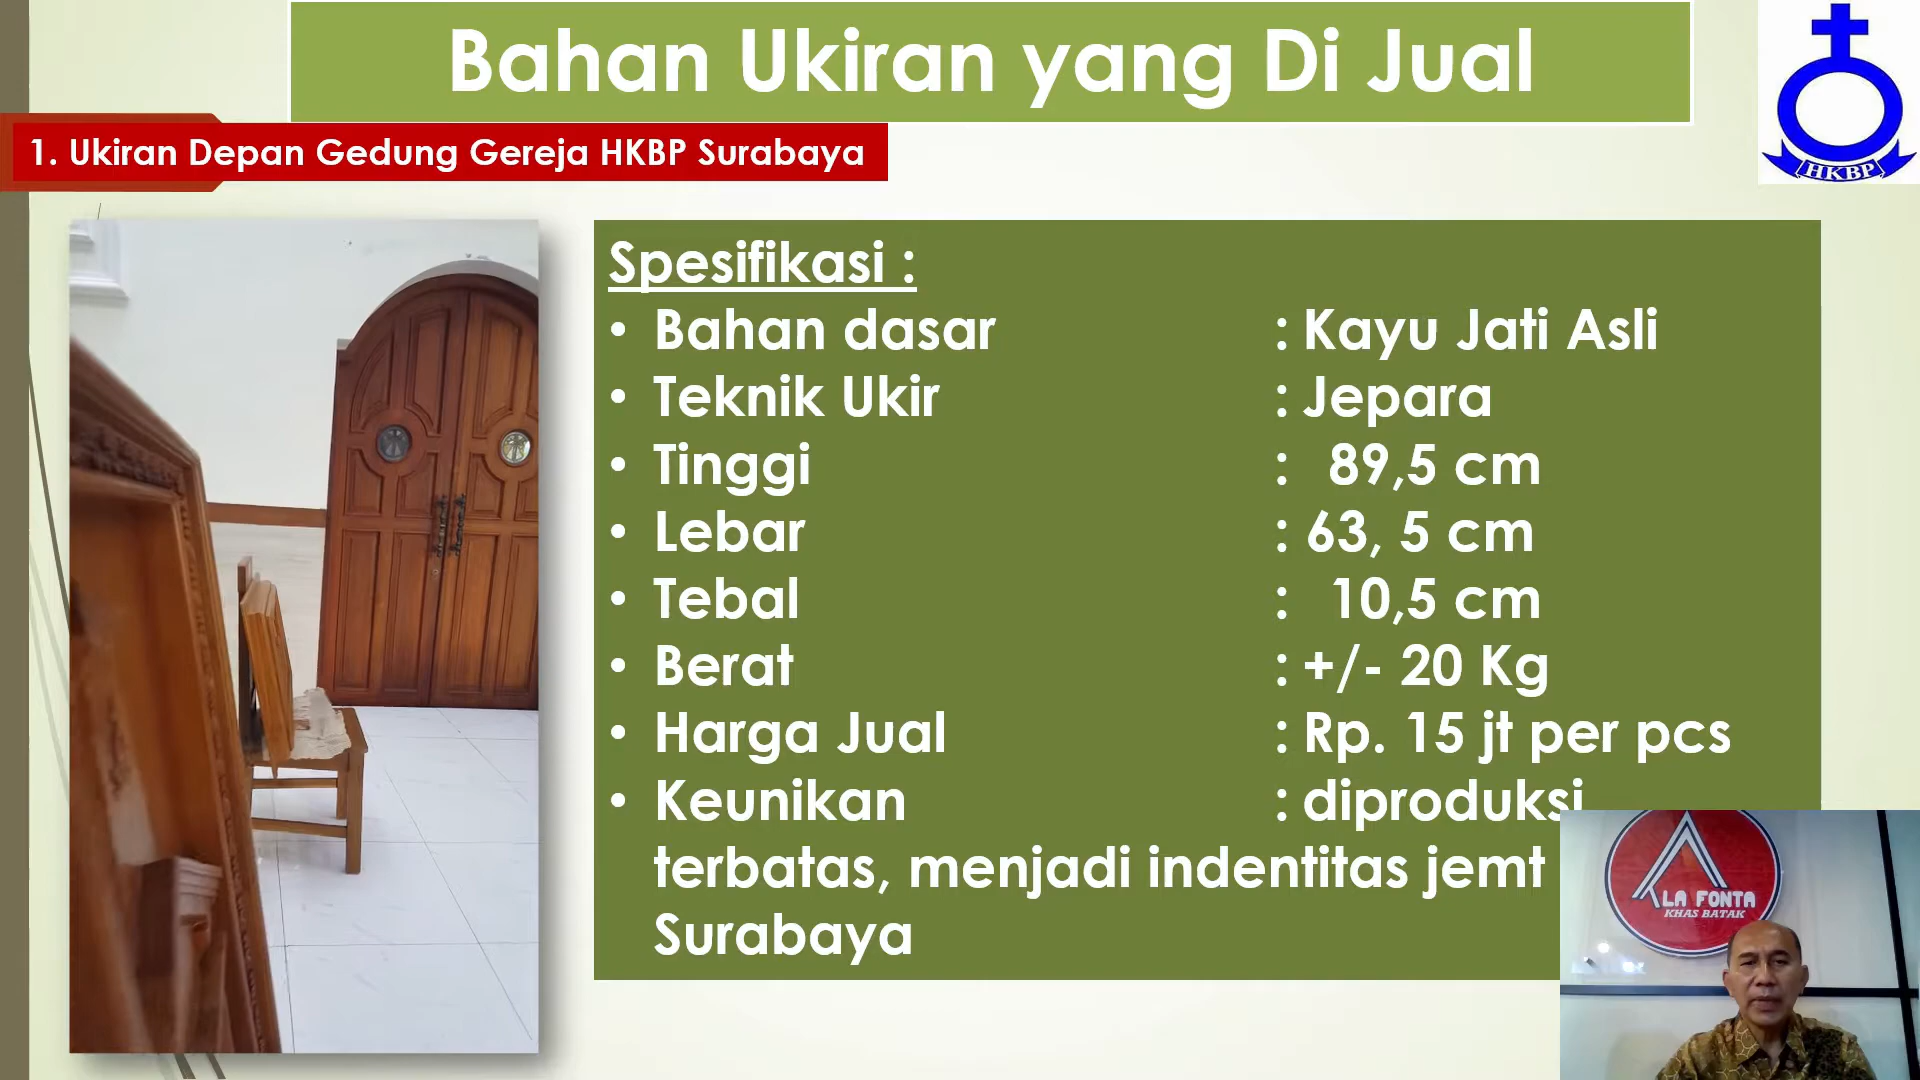 Bahan Ukiran yang Di Jual
HKBP
1. Ukiran Depan Gedung Gereja HKBP Surabaya
Spesifikasi :
• Bahan dasar : Kayu Jati Asli
• Teknik Ukir : Jepara
• Tinggi : 89,5 cm
• Lebar : 63, 5 cm
• Tebal : 10,5 cm
• Berat : +/- 20 Kg
• Harga Jual : Rp. 15 jt per pcs
• Keunikan : diproduksi
terbatas, menjadi indentitas jemt
Surabaya
LA FONTA
KHAS BATAK